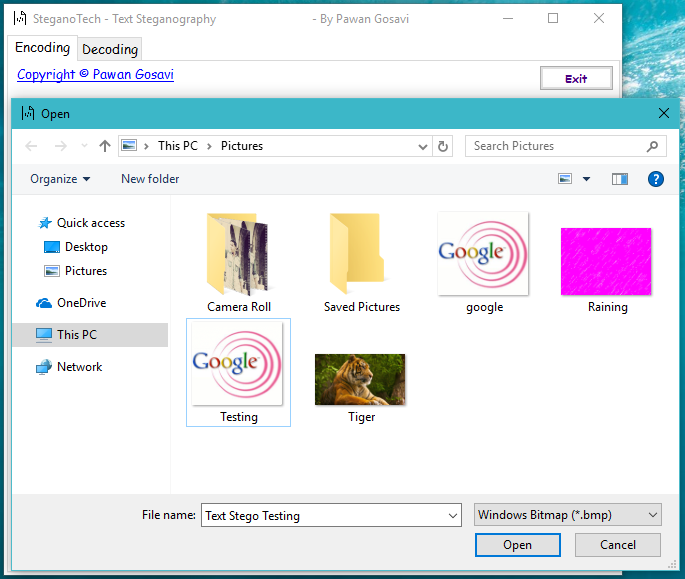 SteganoTech - Text Steganography - By Pawan Gosavi
Encoding Decoding
Copyright © Pawan Gosavi
Exit
Open
This PC > Pictures
Search Pictures
Organize New folder
?
Quick access
Desktop
Pictures
OneDrive
This PC
Network
Google
Camera Roll Saved Pictures google Raining
Google
Testing Tiger
File name: Text Stego Testing Windows Bitmap (*.bmp)
Open Cancel